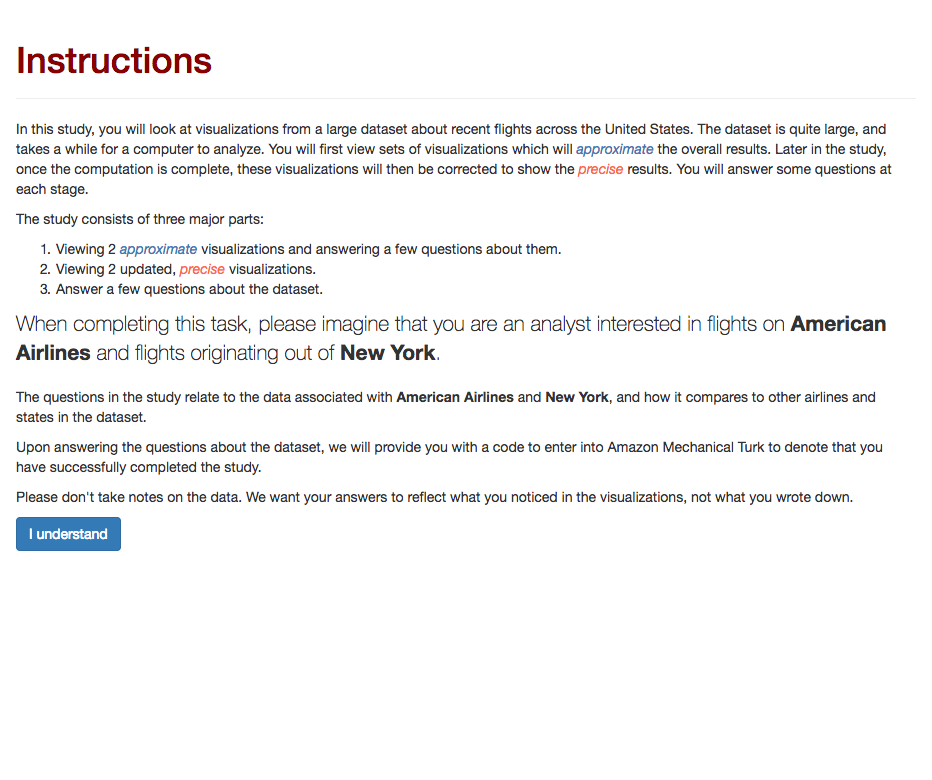 Instructions
In this study, you will look at visualizations from a large dataset about recent flights across the United States. The dataset is quite large, and
takes a while for a computer to analyze. You will first view sets of visualizations which will approximate the overall results. Later in the study,
once the computation is complete, these visualizations will then be corrected to show the precise results. You will answer some questions at
each stage.
The study consists of three major parts:
1. Viewing 2 approximate visualizations and answering a few questions about them.
2. Viewing 2 updated, precise visualizations.
3. Answer a few questions about the dataset.
When completing this task, please imagine that you are an analyst interested in flights on American
Airlines and flights originating out of New York.
The questions in the study relate to the data associated with American Airlines and New York, and how it compares to other airlines and
states in the dataset.
Upon answering the questions about the dataset, we will provide you with a code to enter into Amazon Mechanical Turk to denote that you
have successfully completed the study.
Please don't take notes on the data. We want your answers to reflect what you noticed in the visualizations, not what you wrote down.
I understand